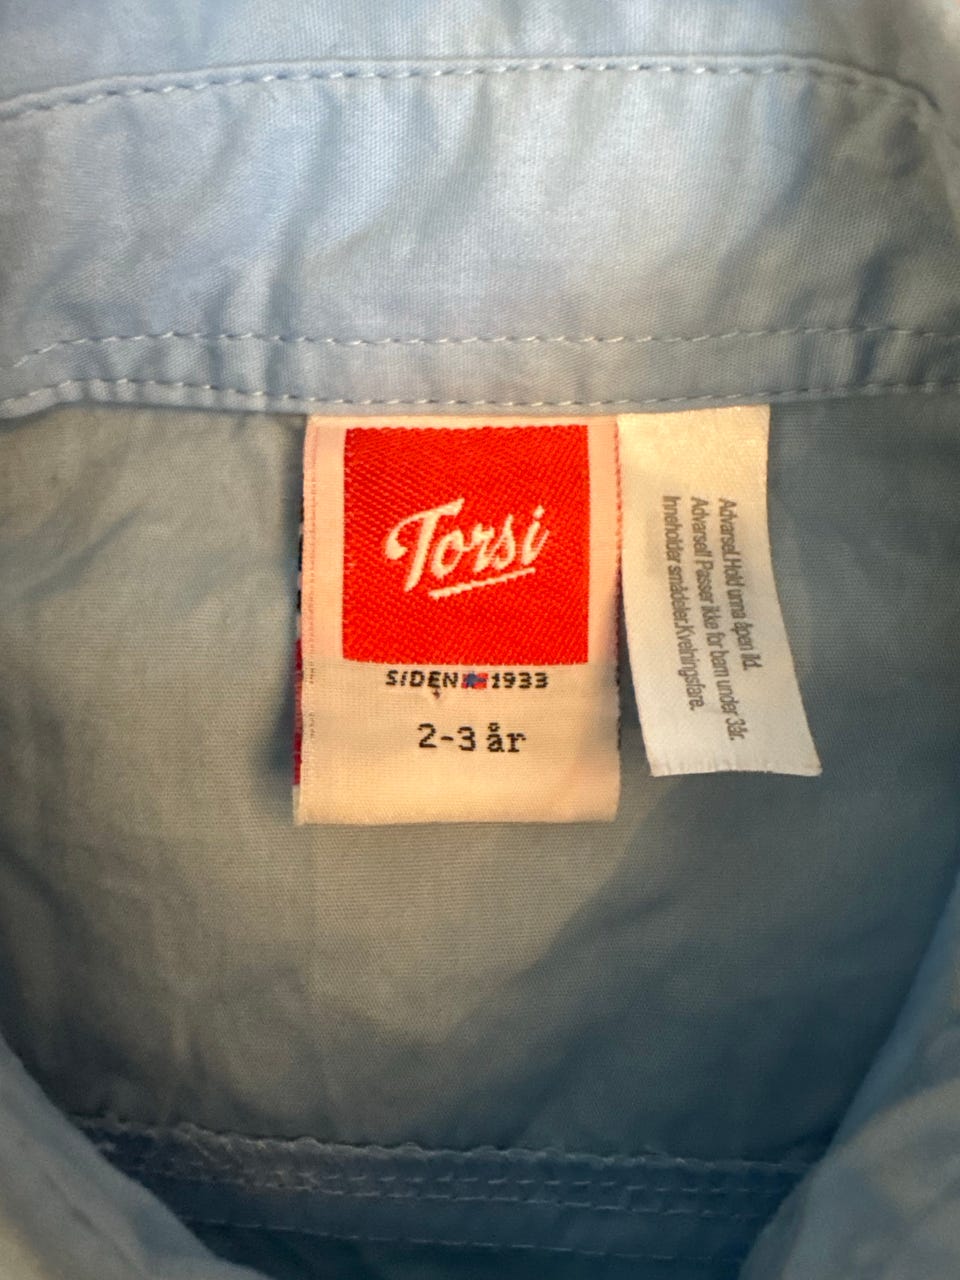 Torsi
SIDEN 1933
2-3 år
Advarsel! Hold unna åpen ild.
Advarsel! Passer ikke for barn under 3år.
Inneholder smådeler.Kvelningsfare.